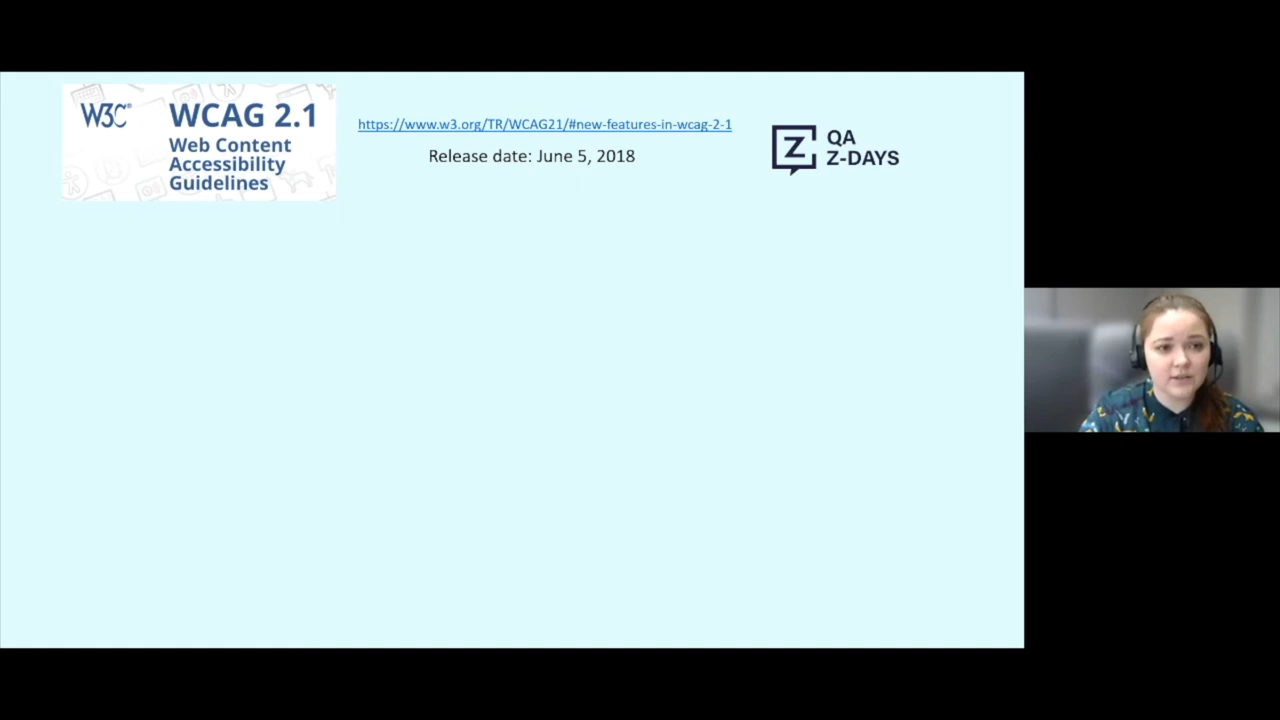 W3C®
WCAG 2.1
Web Content
Accessibility
Guidelines
https://www.w3.org/TR/WCAG21/#new-features-in-wcag-2-1
Release date: June 5, 2018
Z
QA
Z-DAYS